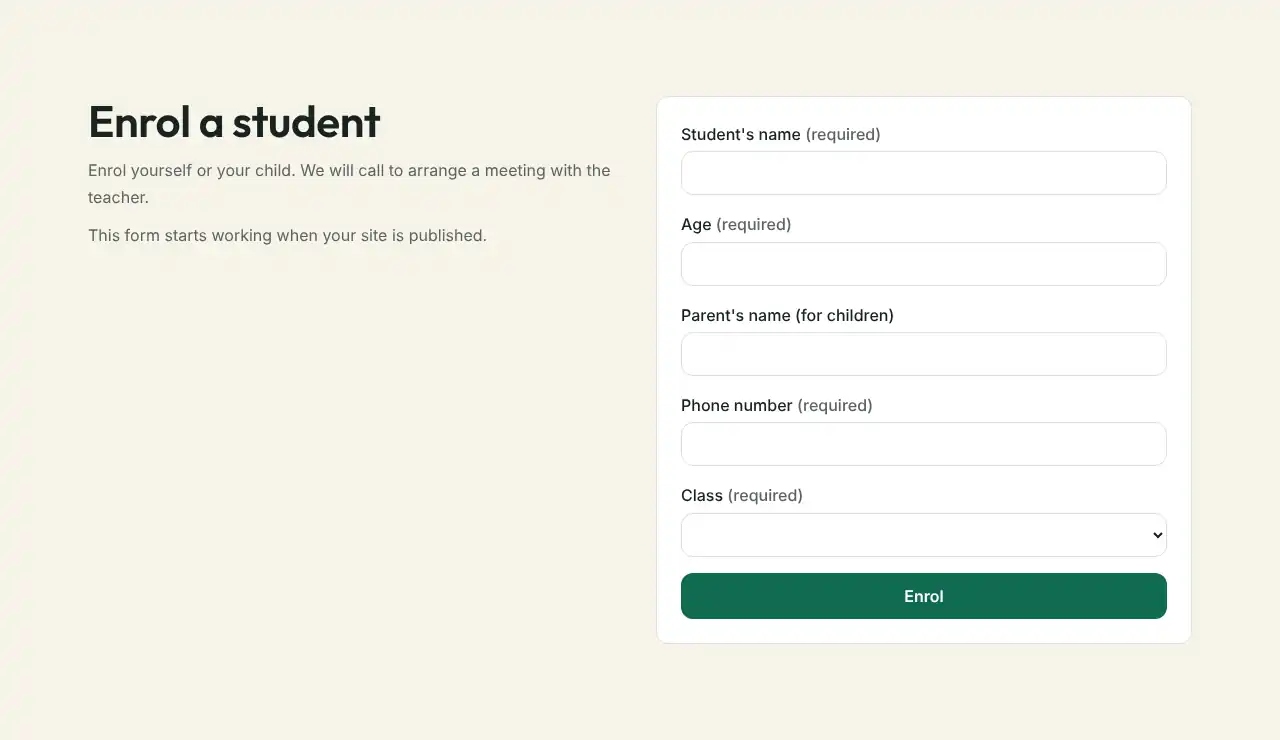 Enrol a student
Enrol yourself or your child. We will call to arrange a meeting with the
teacher.
This form starts working when your site is published.
Student's name (required)
Age (required)
Parent's name (for children)
Phone number (required)
Class (required)
Enrol